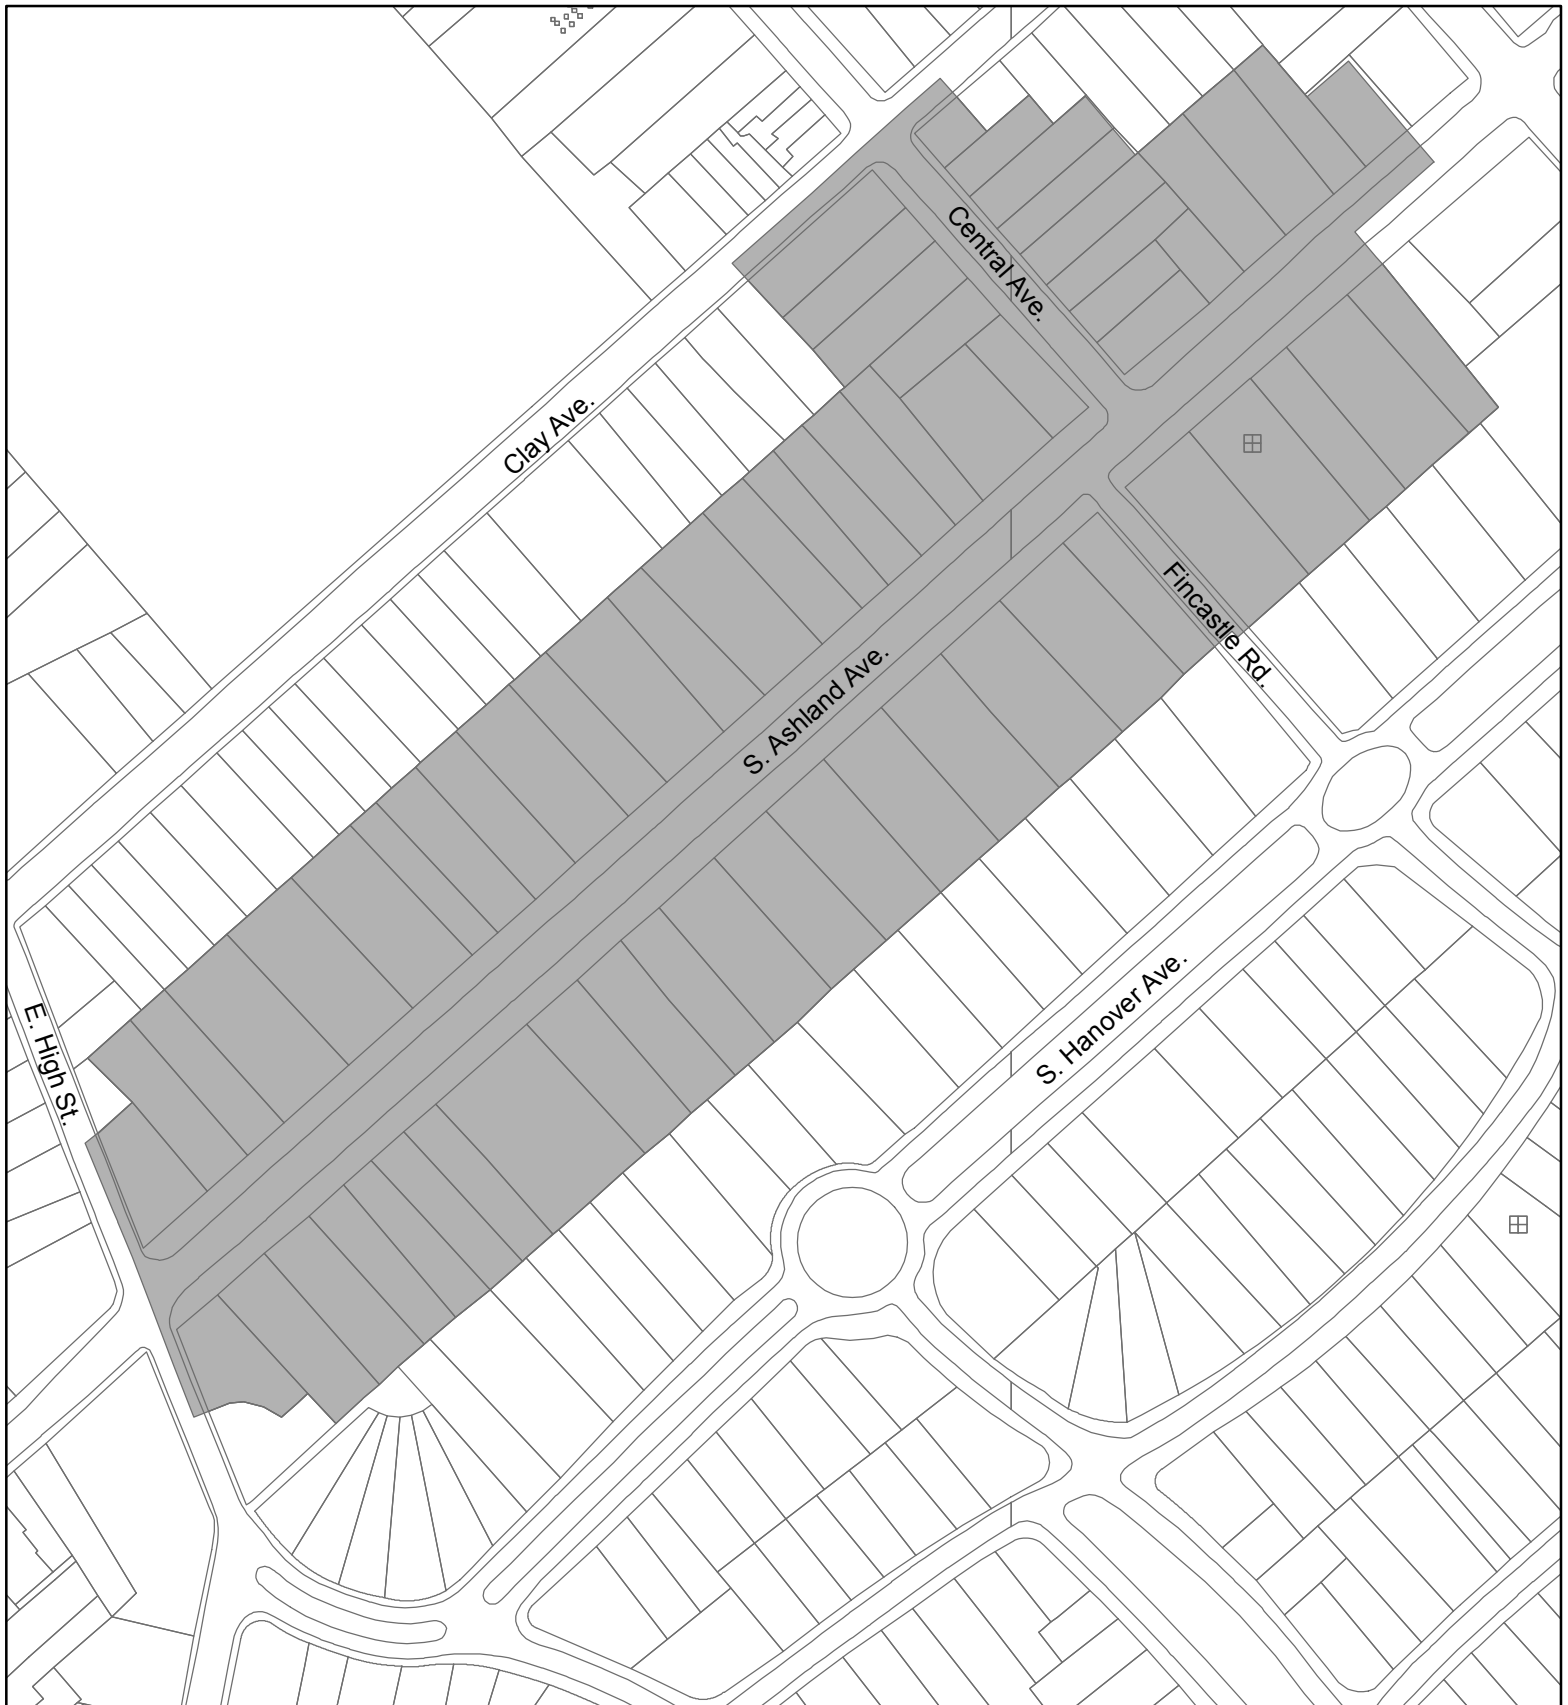 Central Ave.
Clay Ave.
Fincastle Rd.
S. Ashland Ave.
S. Hanover Ave.
E. High St.